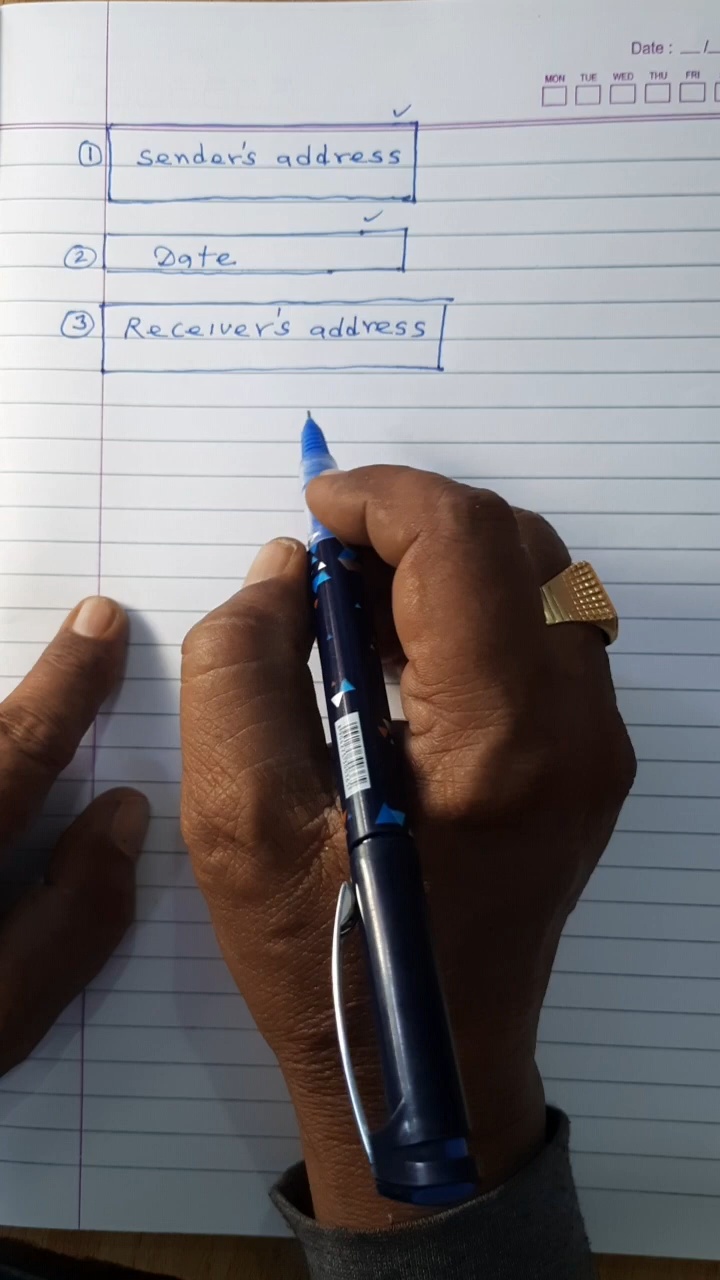 Date : __/__
MON TUE WED THU FRI
① Sender's address ✓
② Date ✓
③ Receiver's address